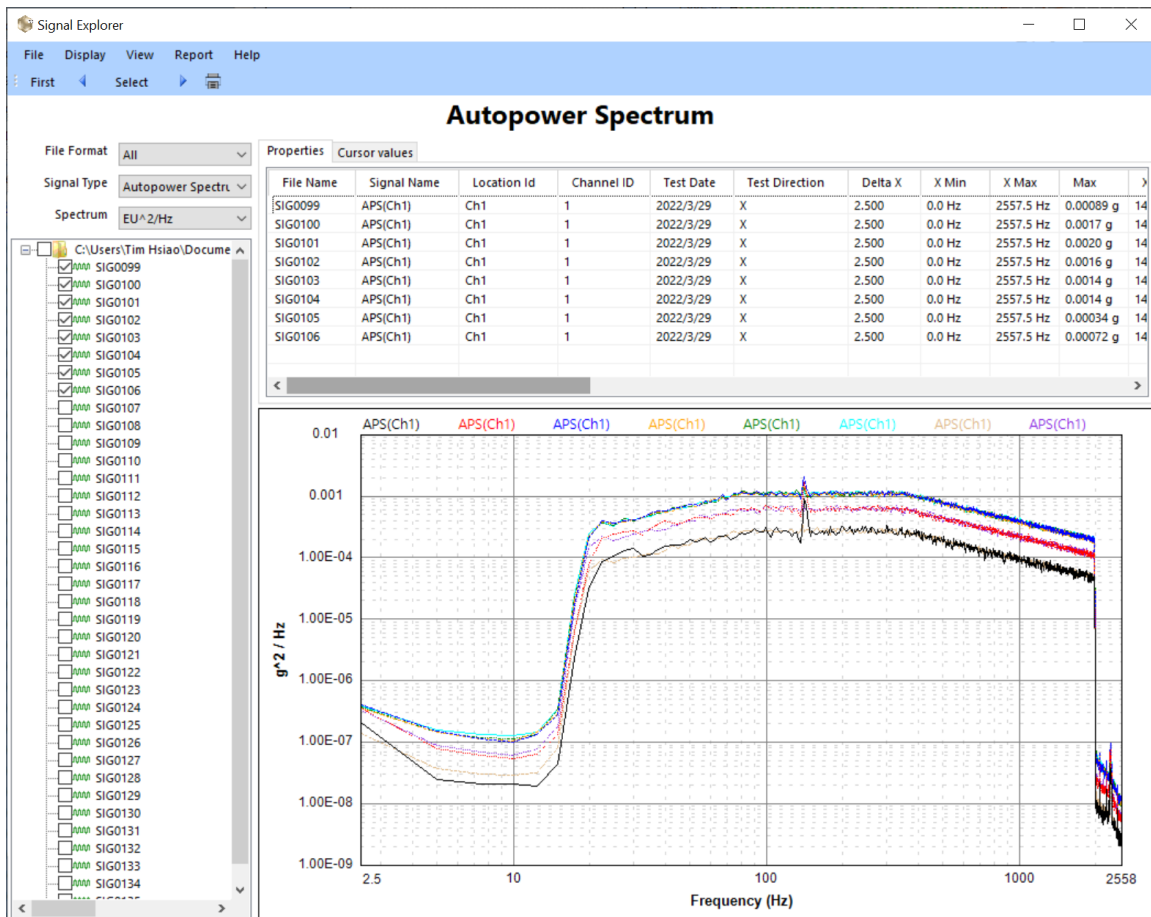 Signal Explorer
File Display View Report Help
First Select
Autopower Spectrum
File Format All
Signal Type Autopower Spectru
Spectrum EU^2/Hz
C:\Users\Tim Hsiao\Docume
SIG0099
SIG0100
SIG0101
SIG0102
SIG0103
SIG0104
SIG0105
SIG0106
SIG0107
SIG0108
SIG0109
SIG0110
SIG0111
SIG0112
SIG0113
SIG0114
SIG0115
SIG0116
SIG0117
SIG0118
SIG0119
SIG0120
SIG0121
SIG0122
SIG0123
SIG0124
SIG0125
SIG0126
SIG0127
SIG0128
SIG0129
SIG0130
SIG0131
SIG0132
SIG0133
SIG0134
Properties Cursor values
File Name Signal Name Location Id Channel ID Test Date Test Direction Delta X X Min X Max Max
SIG0099 APS(Ch1) Ch1 1 2022/3/29 X 2.500 0.0 Hz 2557.5 Hz 0.00089 g 14
SIG0100 APS(Ch1) Ch1 1 2022/3/29 X 2.500 0.0 Hz 2557.5 Hz 0.0017 g 14
SIG0101 APS(Ch1) Ch1 1 2022/3/29 X 2.500 0.0 Hz 2557.5 Hz 0.0020 g 14
SIG0102 APS(Ch1) Ch1 1 2022/3/29 X 2.500 0.0 Hz 2557.5 Hz 0.0016 g 14
SIG0103 APS(Ch1) Ch1 1 2022/3/29 X 2.500 0.0 Hz 2557.5 Hz 0.0014 g 14
SIG0104 APS(Ch1) Ch1 1 2022/3/29 X 2.500 0.0 Hz 2557.5 Hz 0.0014 g 14
SIG0105 APS(Ch1) Ch1 1 2022/3/29 X 2.500 0.0 Hz 2557.5 Hz 0.00034 g 14
SIG0106 APS(Ch1) Ch1 1 2022/3/29 X 2.500 0.0 Hz 2557.5 Hz 0.00072 g 14
APS(Ch1) APS(Ch1) APS(Ch1) APS(Ch1) APS(Ch1) APS(Ch1) APS(Ch1) APS(Ch1)
0.01
0.001
1.00E-04
1.00E-05
1.00E-06
1.00E-07
1.00E-08
1.00E-09
g^2 / Hz
2.5 10 100 1000 2558
Frequency (Hz)